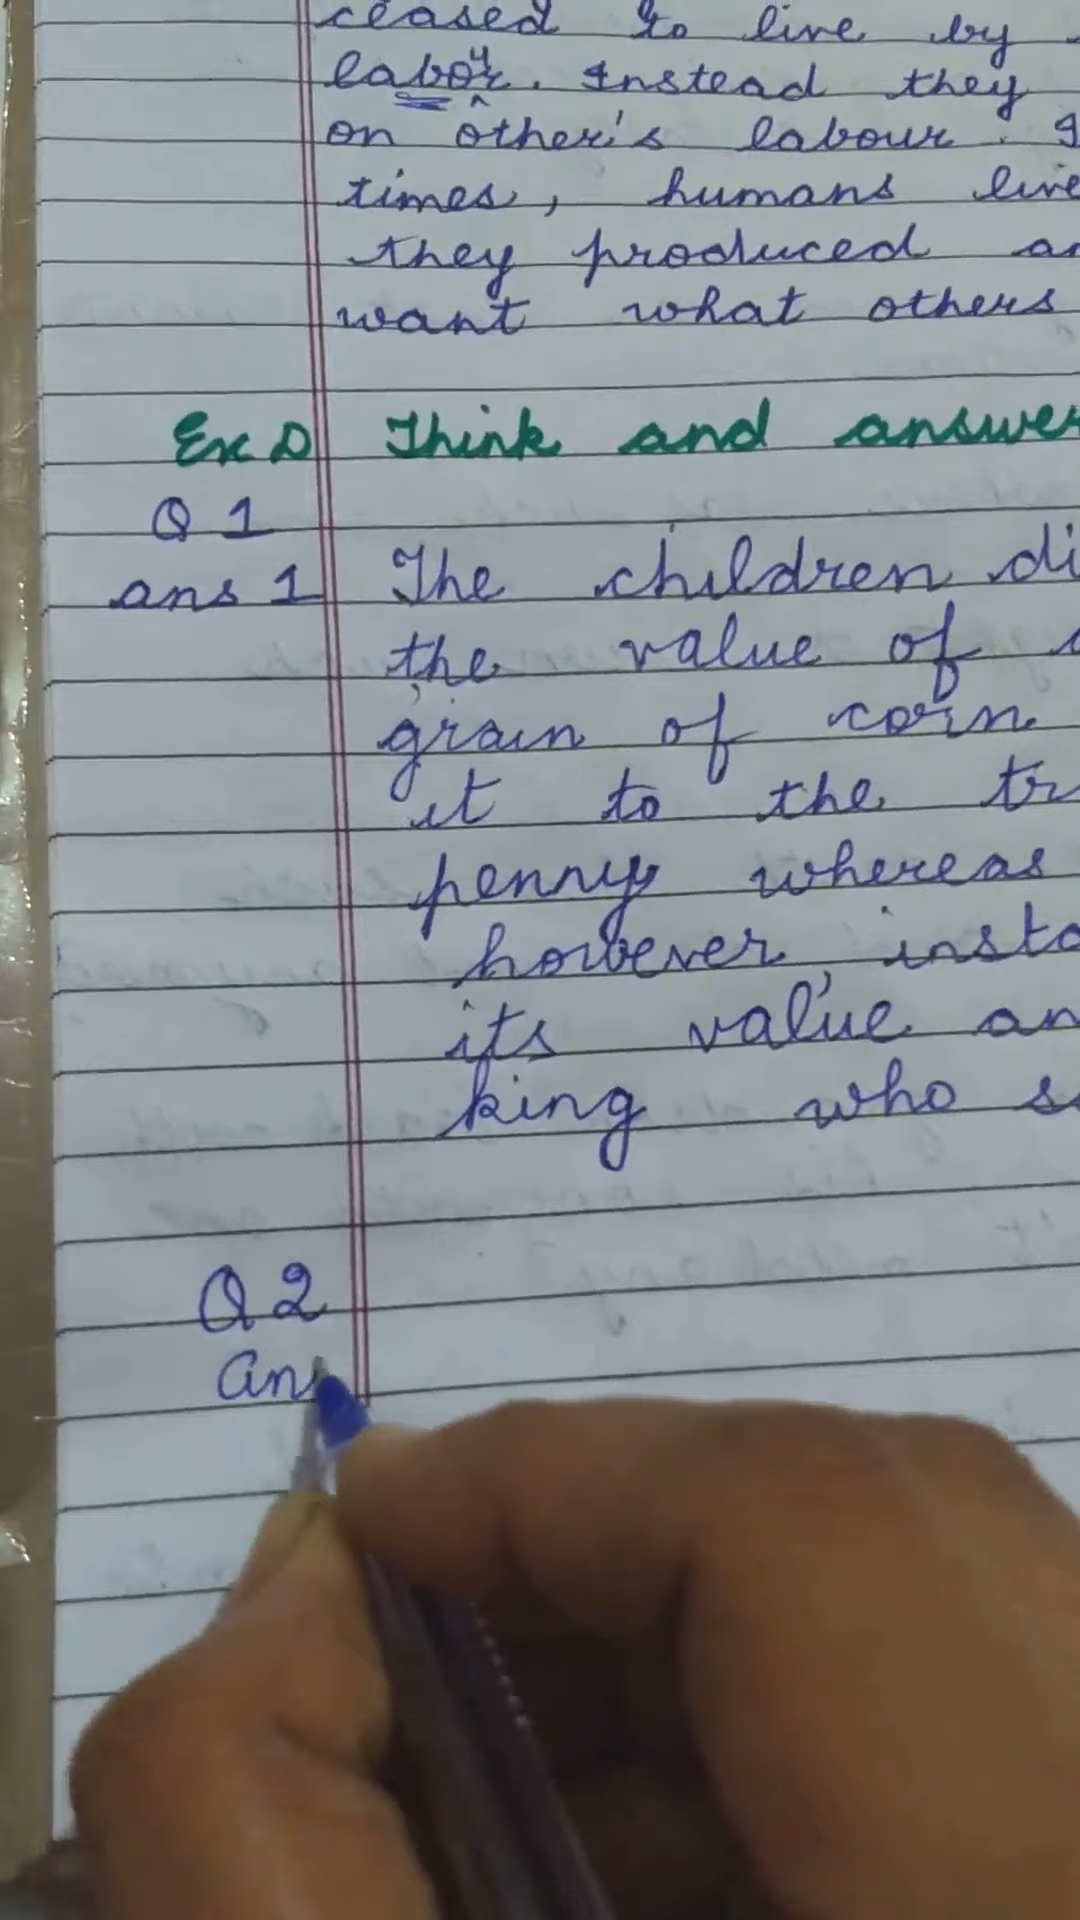 ceased to live by
labour. Instead they
on other's labour.
times, humans live
they produced
want what others
Ex D Think and answer
Q 1
ans 1 The children di
the value of
grain of corn
it to the tr
penny whereas
however insta
its value an
king who
Q 2
Ans